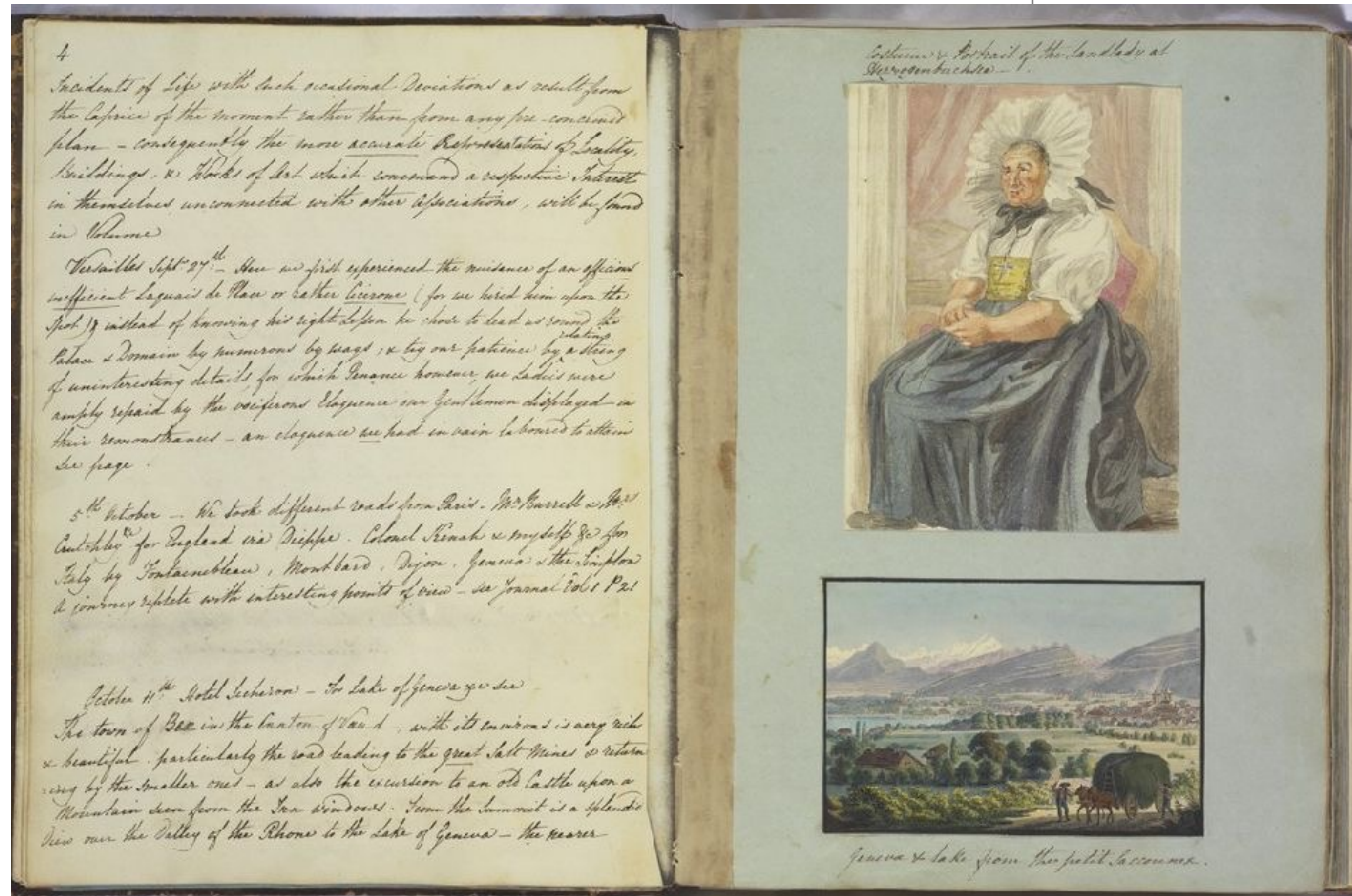 4
Incidents of Life with such occasional Deviations as result from
the Caprice of the moment rather than from any pre-conceived
plan – consequently the more accurate Representations of Locality,
Buildings, & Works of Art which command a respective Interest
in themselves unconnected with other Associations, will be found
in Volume
Versailles Sept 27th – Here we first experienced the nuisance of an officious
inefficient Laquais de Place or rather Cicerone (for we hired him upon the
Spot) & instead of knowing his right Lesson he chose to lead us round the
Palace & Domain by numerous by ways; & try our patience by relating a string
of uninteresting details for which Penance however we Ladies were
amply repaid by the vociferous Eloquence our Gentlemen displayed in
their remonstrances – an eloquence we had in vain laboured to attain
see page .
5th October – We took different roads from Paris. Mr Burrell & Mrs
for England via Dieppe. Colonel Kenah & myself &c for
Italy by Fontainebleau, Montbard, Dijon, Geneva & the Simplon
A journey replete with interesting points of view – see Journal Vol 1 P 21
October 11th Hotel Secheron – For Lake of Geneva &c see
The town of Bex in the Canton of Vaud, with its environs is very rich
& beautiful, particularly the road leading to the great Salt Mines & return
-ing by the smaller ones – as also the excursion to an old Castle upon a
Mountain seen from the Inn windows. From the Summit is a splendid
View over the Valley of the Rhone to the Lake of Geneva – the nearer
Costume & Portrait of the landlady at
Herzogenbuchsee – .
Geneva & Lake from the petit Saconnex.